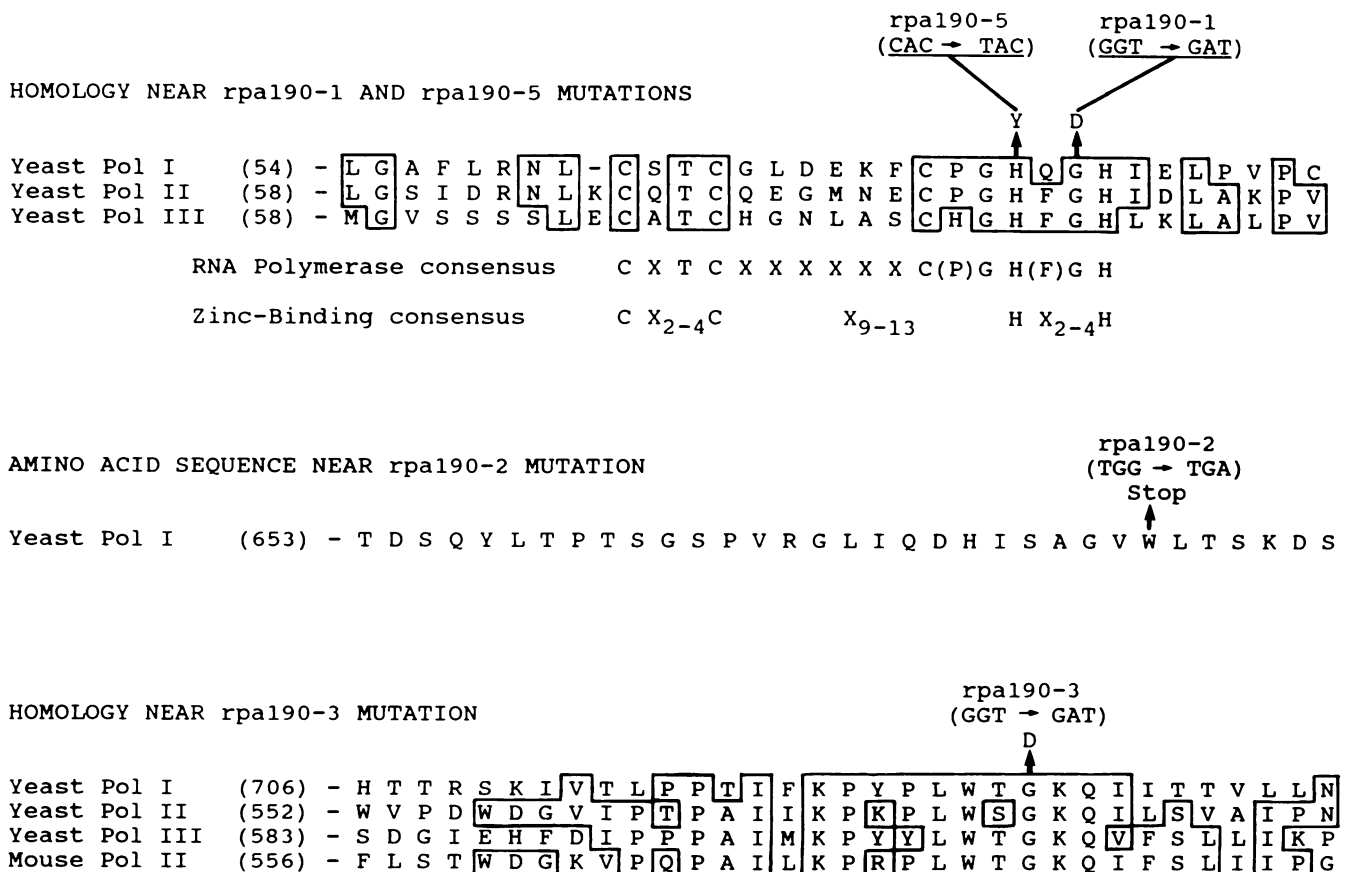 rpa190-5 rpa190-1
(CAC → TAC) (GGT → GAT)
HOMOLOGY NEAR rpa190-1 AND rpa190-5 MUTATIONS
Y D
Yeast Pol I (54) - L G A F L R N L - C S T C G L D E K F C P G H Q G H I E L P V P C
Yeast Pol II (58) - L G S I D R N L K C Q T C Q E G M N E C P G H F G H I D L A K P V
Yeast Pol III (58) - M G V S S S S L E C A T C H G N L A S C H G H F G H L K L A L P V
RNA Polymerase consensus C X T C X X X X X X C(P)G H(F)G H
Zinc-Binding consensus C X2-4C X9-13 H X2-4H
rpa190-2
AMINO ACID SEQUENCE NEAR rpa190-2 MUTATION
(TGG → TGA)
Stop
Yeast Pol I (653) - T D S Q Y L T P T S G S P V R G L I Q D H I S A G V W L T S K D S
rpa190-3
HOMOLOGY NEAR rpa190-3 MUTATION
(GGT → GAT)
D
Yeast Pol I (706) - H T T R S K I V T L P P T I F K P Y P L W T G K Q I I T T V L L N
Yeast Pol II (552) - W V P D W D G V I P T P A I I K P K P L W S G K Q I L S V A I P N
Yeast Pol III (583) - S D G I E H F D I P P P A I M K P Y Y L W T G K Q V F S L L I K P
Mouse Pol II (556) - F L S T W D G K V P Q P A I L K P R P L W T G K Q I F S L I I P G